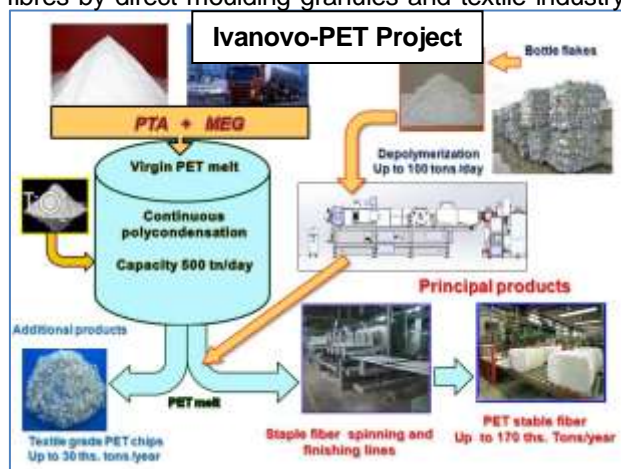 fibres by direct moulding granules and textile industry
Ivanovo-PET Project
Bottle flakes
PTA + MEG
Depolymerization
Up to 100 tons /day
Virgin PET melt
Continuous
polycondensation
Capacity 500 tn/day
Principal products
Additional products
PET melt
Textile grade PET chips
Up to 30 ths. tons/year
Staple fiber spinning and
finishing lines
PET stable fiber
Up to 170 ths. Tons/year